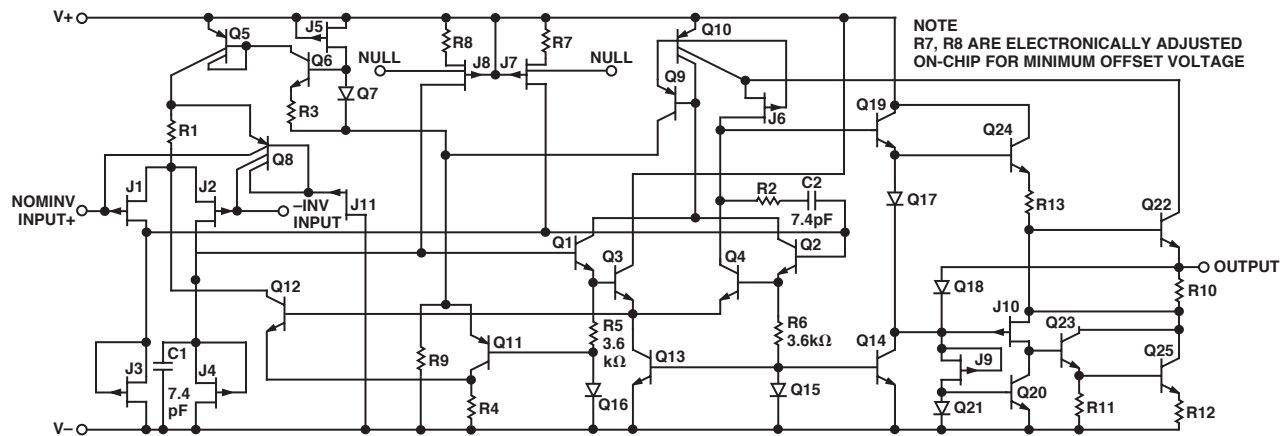 V+
Q5
J5
Q6
NULL
R8
J8
J7
R7
NULL
Q10
NOTE
R7, R8 ARE ELECTRONICALLY ADJUSTED
ON-CHIP FOR MINIMUM OFFSET VOLTAGE
Q7
R3
Q9
J6
Q19
Q24
R1
Q8
J1
J2
NOMINV
INPUT+
–INV
INPUT
J11
R2
C2
7.4pF
Q17
R13
Q22
Q1
Q3
Q4
Q2
OUTPUT
Q12
Q18
R10
J10
R5
3.6
kΩ
R6
3.6kΩ
Q23
Q11
R9
Q13
Q14
J9
Q25
J3
C1
7.4
pF
J4
R4
Q16
Q15
Q21
Q20
R11
R12
V–